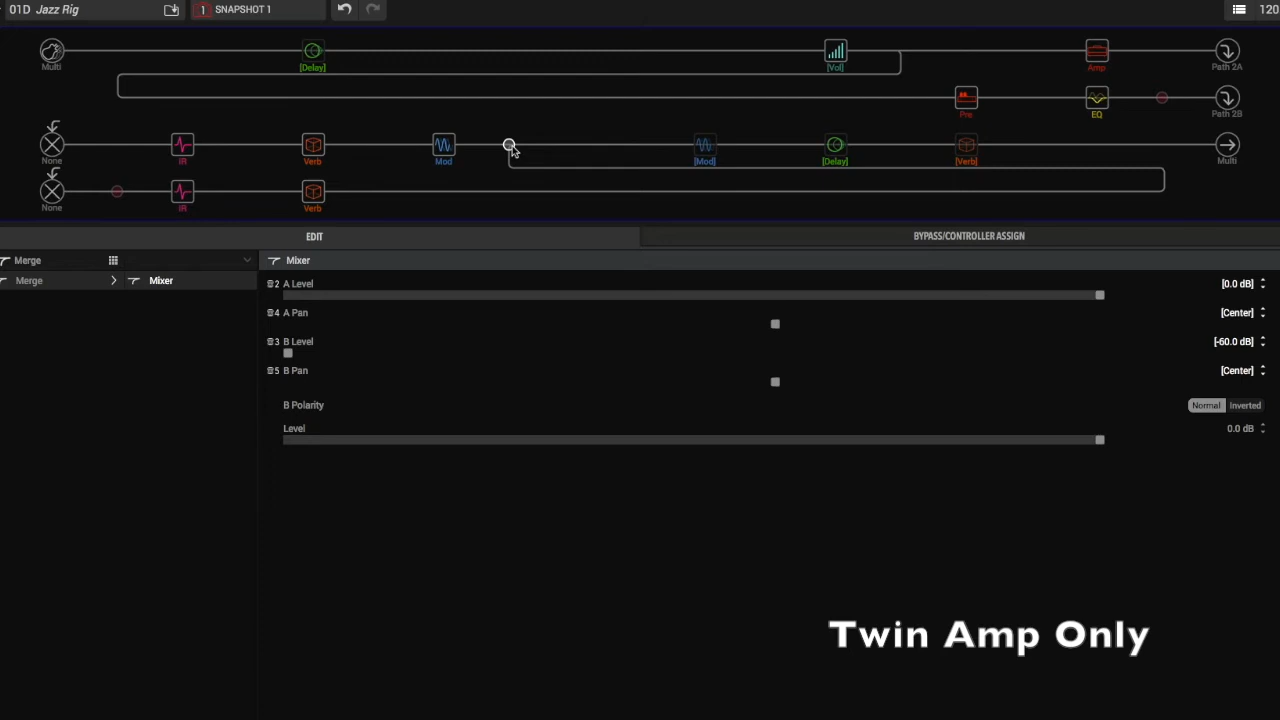 01D Jazz Rig
1 SNAPSHOT 1
120
Multi
[Delay]
[Vol]
Amp
Path 2A
Pre
EQ
Path 2B
None
IR
Verb
Mod
[Mod]
[Delay]
[Verb]
Multi
None
IR
Verb
EDIT
BYPASS/CONTROLLER ASSIGN
Merge
Mixer
Merge
Mixer
2 A Level
[0.0 dB]
4 A Pan
[Center]
3 B Level
[-60.0 dB]
5 B Pan
[Center]
B Polarity
Normal Inverted
Level
0.0 dB
Twin Amp Only